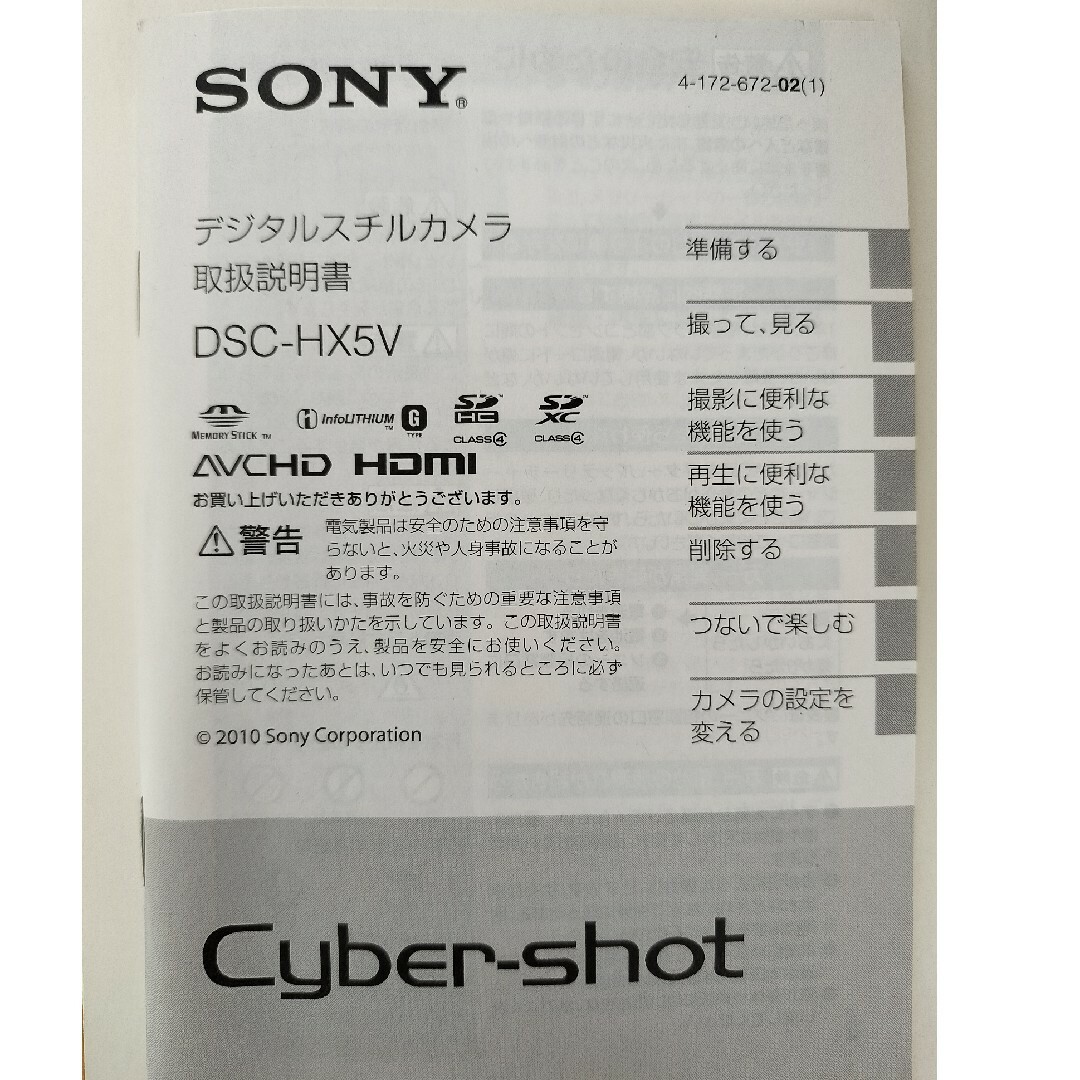 SONY®
4-172-672-02(1)
デジタルスチルカメラ
取扱説明書
DSC-HX5V
MEMORY STICK TM
InfoLITHIUM TM G TYPE
SD HC CLASS4
SD XC CLASS4
AVCHD HDMI
お買い上げいただきありがとうございます。
警告
電気製品は安全のための注意事項を守
らないと、火災や人身事故になることが
あります。
この取扱説明書には、事故を防ぐための重要な注意事項
と製品の取り扱いかたを示しています。この取扱説明書
をよくお読みのうえ、製品を安全にお使いください。
お読みになったあとは、いつでも見られるところに必ず
保管してください。
© 2010 Sony Corporation
準備する
撮って、見る
撮影に便利な
機能を使う
再生に便利な
機能を使う
削除する
つないで楽しむ
カメラの設定を
変える
Cyber-shot